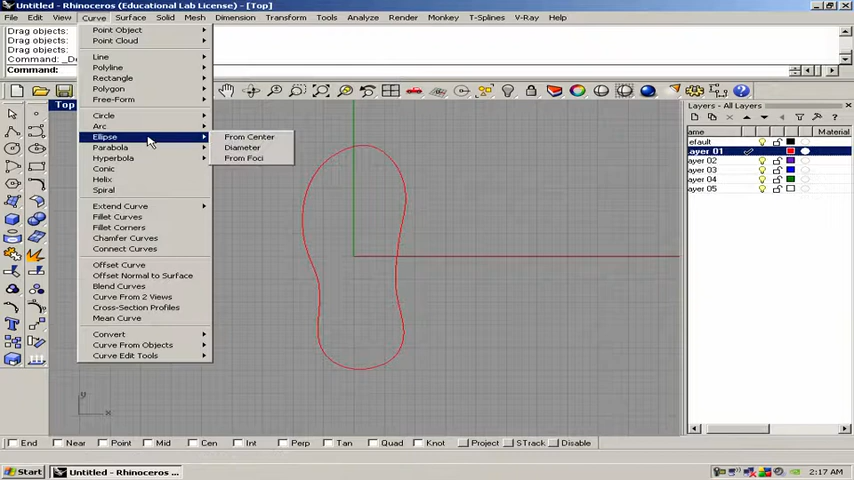 Untitled - Rhinoceros (Educational Lab License) - [Top]
File Edit View Curve Surface Solid Mesh Dimension Transform Tools Analyze Render Monkey T-Splines V-Ray Help
Drag objects:
Drag objects:
Command: _De
Command:
Point Object
Point Cloud
Line
Polyline
Rectangle
Polygon
Free-Form
Circle
Arc
Ellipse
Parabola
Hyperbola
Conic
Helix
Spiral
Extend Curve
Fillet Curves
Fillet Corners
Chamfer Curves
Connect Curves
Offset Curve
Offset Normal to Surface
Blend Curves
Curve From 2 Views
Cross-Section Profiles
Mean Curve
Convert
Curve From Objects
Curve Edit Tools
From Center
Diameter
From Foci
Top
Layers - All Layers
ame Material
efault
ayer 01
ayer 02
ayer 03
ayer 04
ayer 05
y
x
End Near Point Mid Cen Int Perp Tan Quad Knot Project STrack Disable
Start Untitled - Rhinoceros (... 2:17 AM